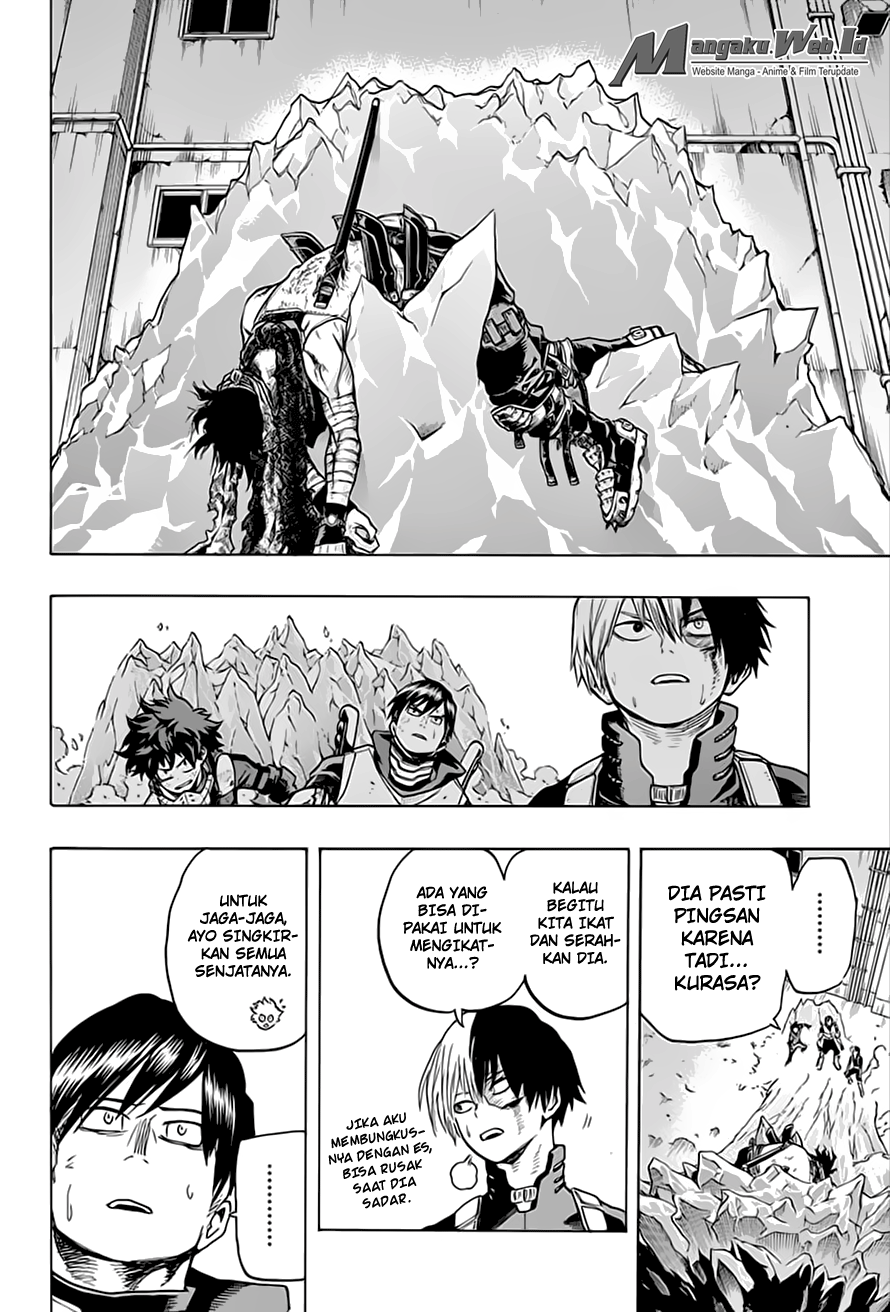 Mangaku.Web.Id
Website Manga - Anime & Film Terupdate
.........
DIA PASTI
PINGSAN
KARENA
TADI...
KURASA?
KALAU
BEGITU
KITA IKAT
DAN SERAH-
KAN DIA.
ADA YANG
BISA DI-
PAKAI UNTUK
MENGIKAT-
NYA...?
JIKA AKU
MEMBUNGKUS-
NYA DENGAN ES,
BISA RUSAK
SAAT DIA
SADAR.
UNTUK
JAGA-JAGA,
AYO SINGKIR-
KAN SEMUA
SENJATANYA.
.........